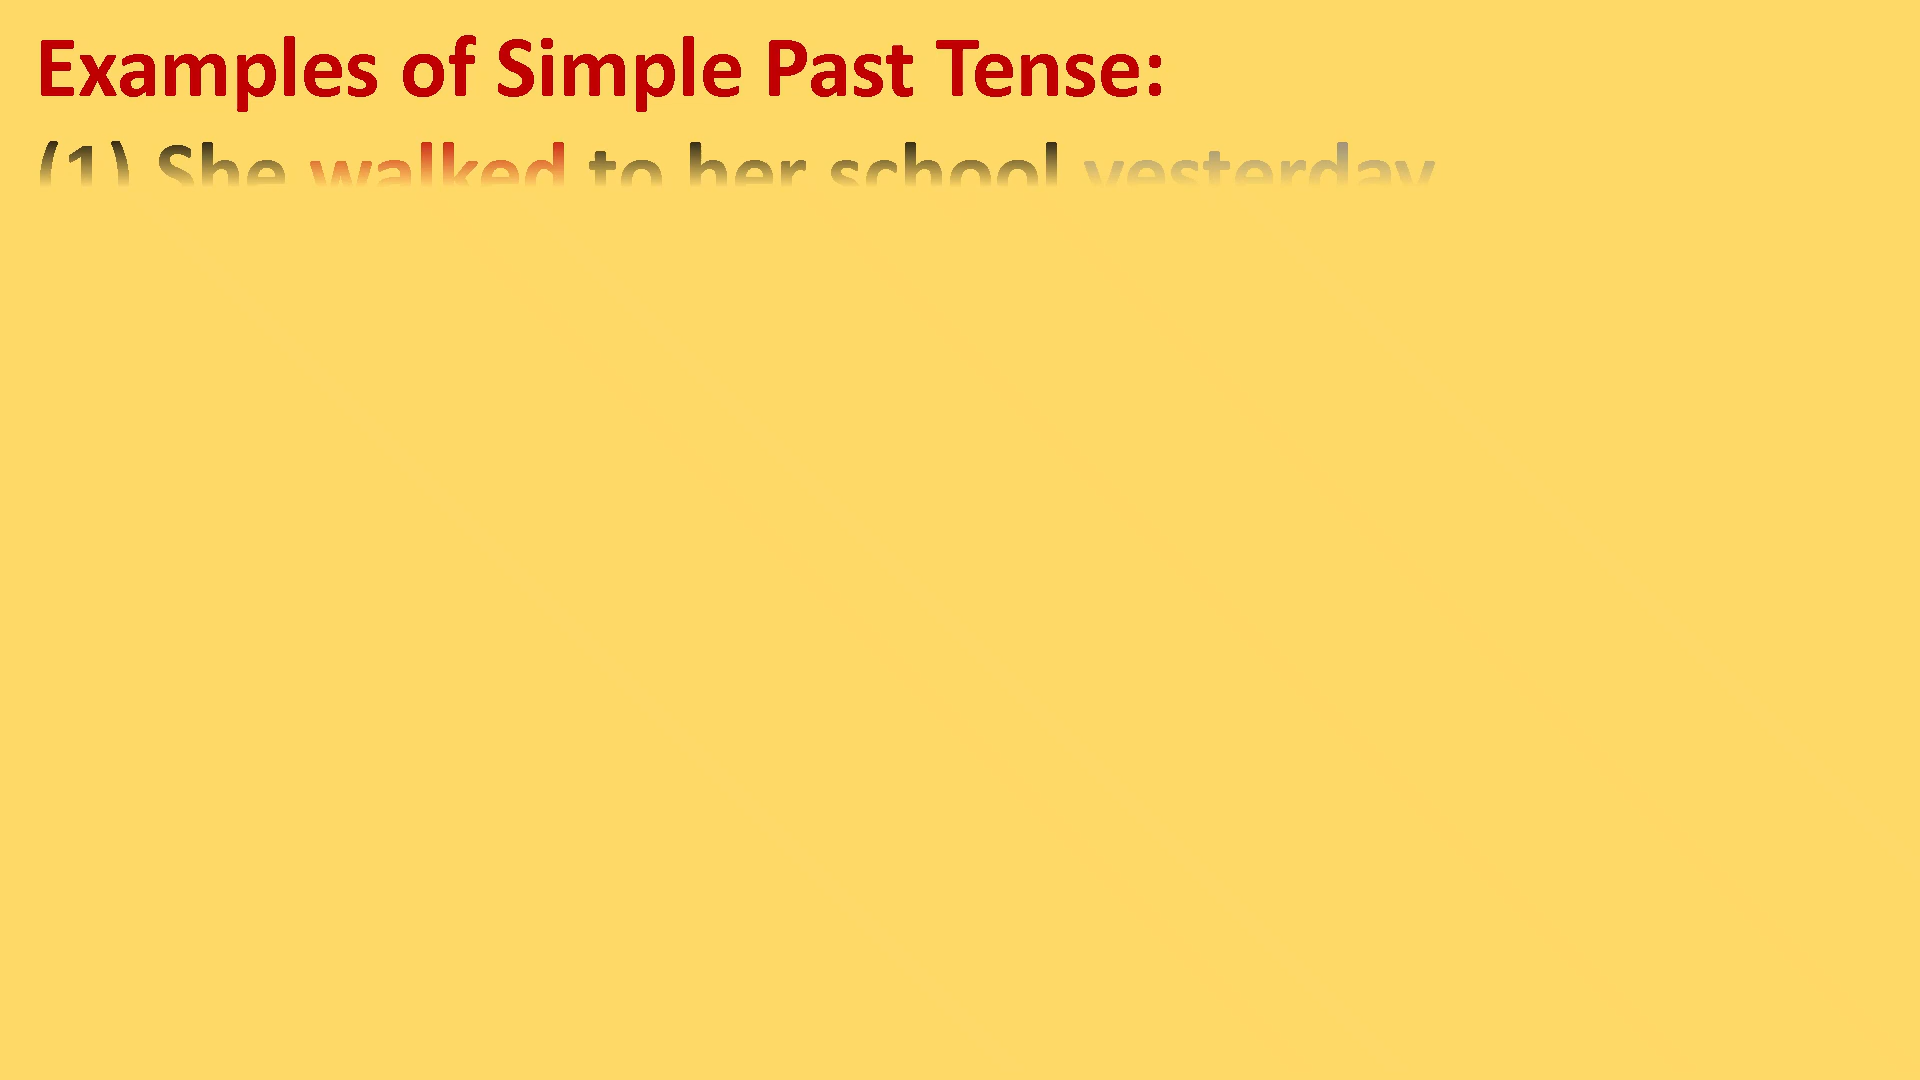 Examples of Simple Past Tense:
(1) She walked to her school yesterday